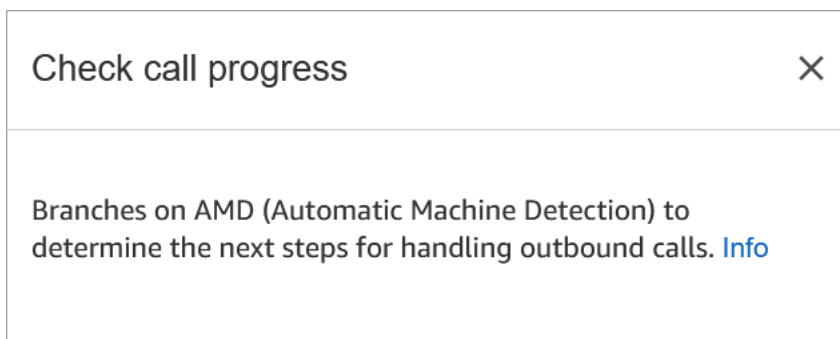 Check call progress
Branches on AMD (Automatic Machine Detection) to
determine the next steps for handling outbound calls. Info